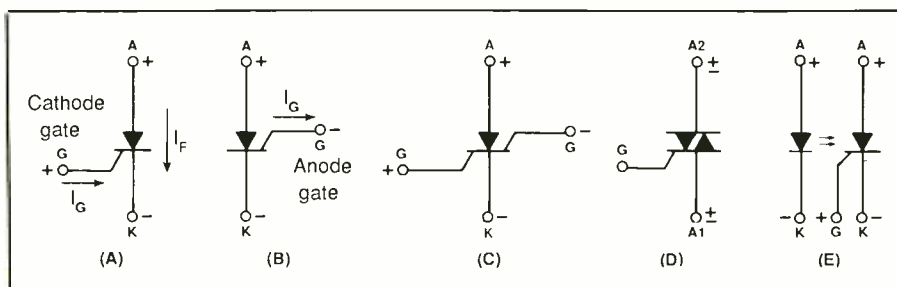 A
+
Cathode
gate
I_F
G
+
I_G
−
K
(A)
A
+
I_G
−
G
Anode
gate
−
K
(B)
A
+
−
G
G
+
−
K
(C)
A2
±
G
±
A1
(D)
A
+
A
+
−
K
+
G
−
K
(E)